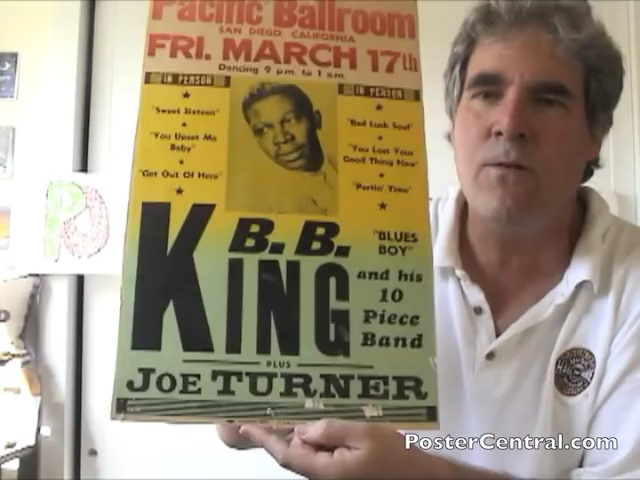 Pacific Ballroom
SAN DIEGO, CALIFORNIA
FRI. MARCH 17th
Dancing 9 p.m. to 1 a.m.
IN PERSON
"Sweet Sixteen"
"You Upset Me
Baby"
"Get Out Of Here"
IN PERSON
"Bad Luck Soul"
"You Lost Your
Good Thing Now"
"Partin' Time"
B.B.
KING
"BLUES
BOY"
and his
10
Piece
Band
PLUS
JOE TURNER
PosterCentral.com